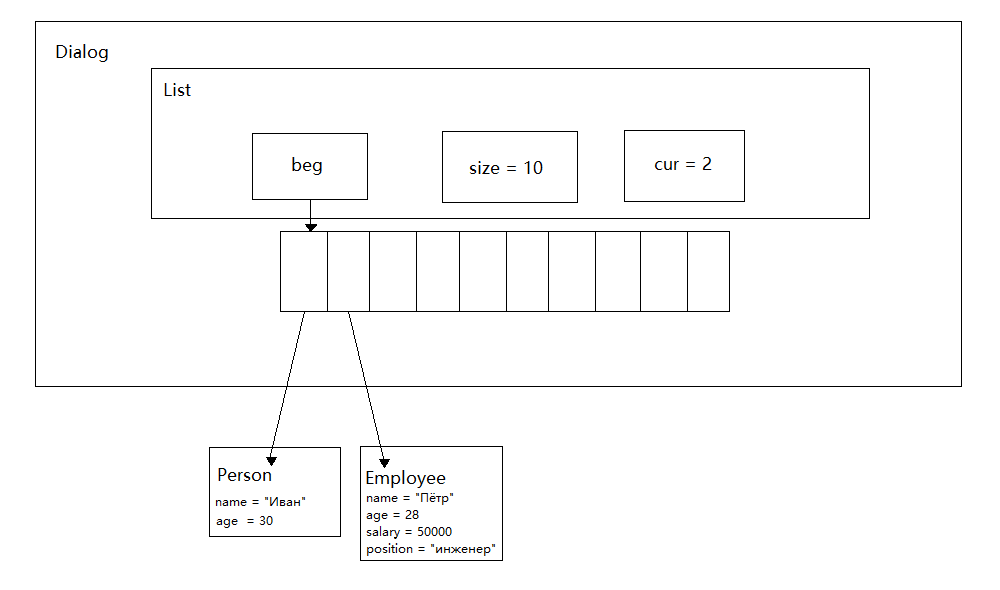 Dialog
List
beg
size = 10
cur = 2
Person
name = "Иван"
age = 30
Employee
name = "Пётр"
age = 28
salary = 50000
position = "инженер"